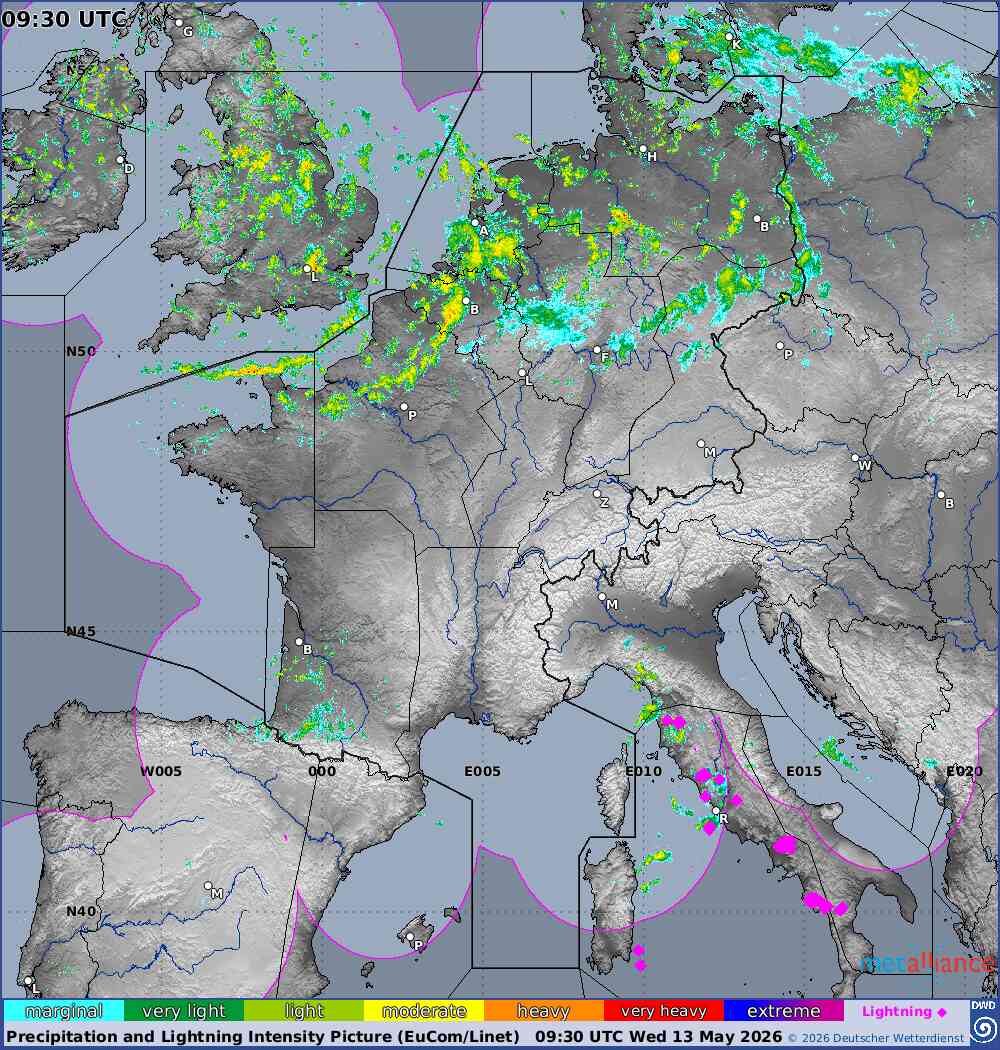 09:30 UTC
G
K
N55
D
H
A
B
L
B
N50
P
F
L
P
M
W
Z
B
M
N45
B
W005
000
E005
E010
E015
E020
R
M
N40
P
metalliance
L
marginal very light light moderate heavy very heavy extreme Lightning
DWD
Precipitation and Lightning Intensity Picture (EuCom/Linet) 09:30 UTC Wed 13 May 2026 © 2026 Deutscher Wetterdienst